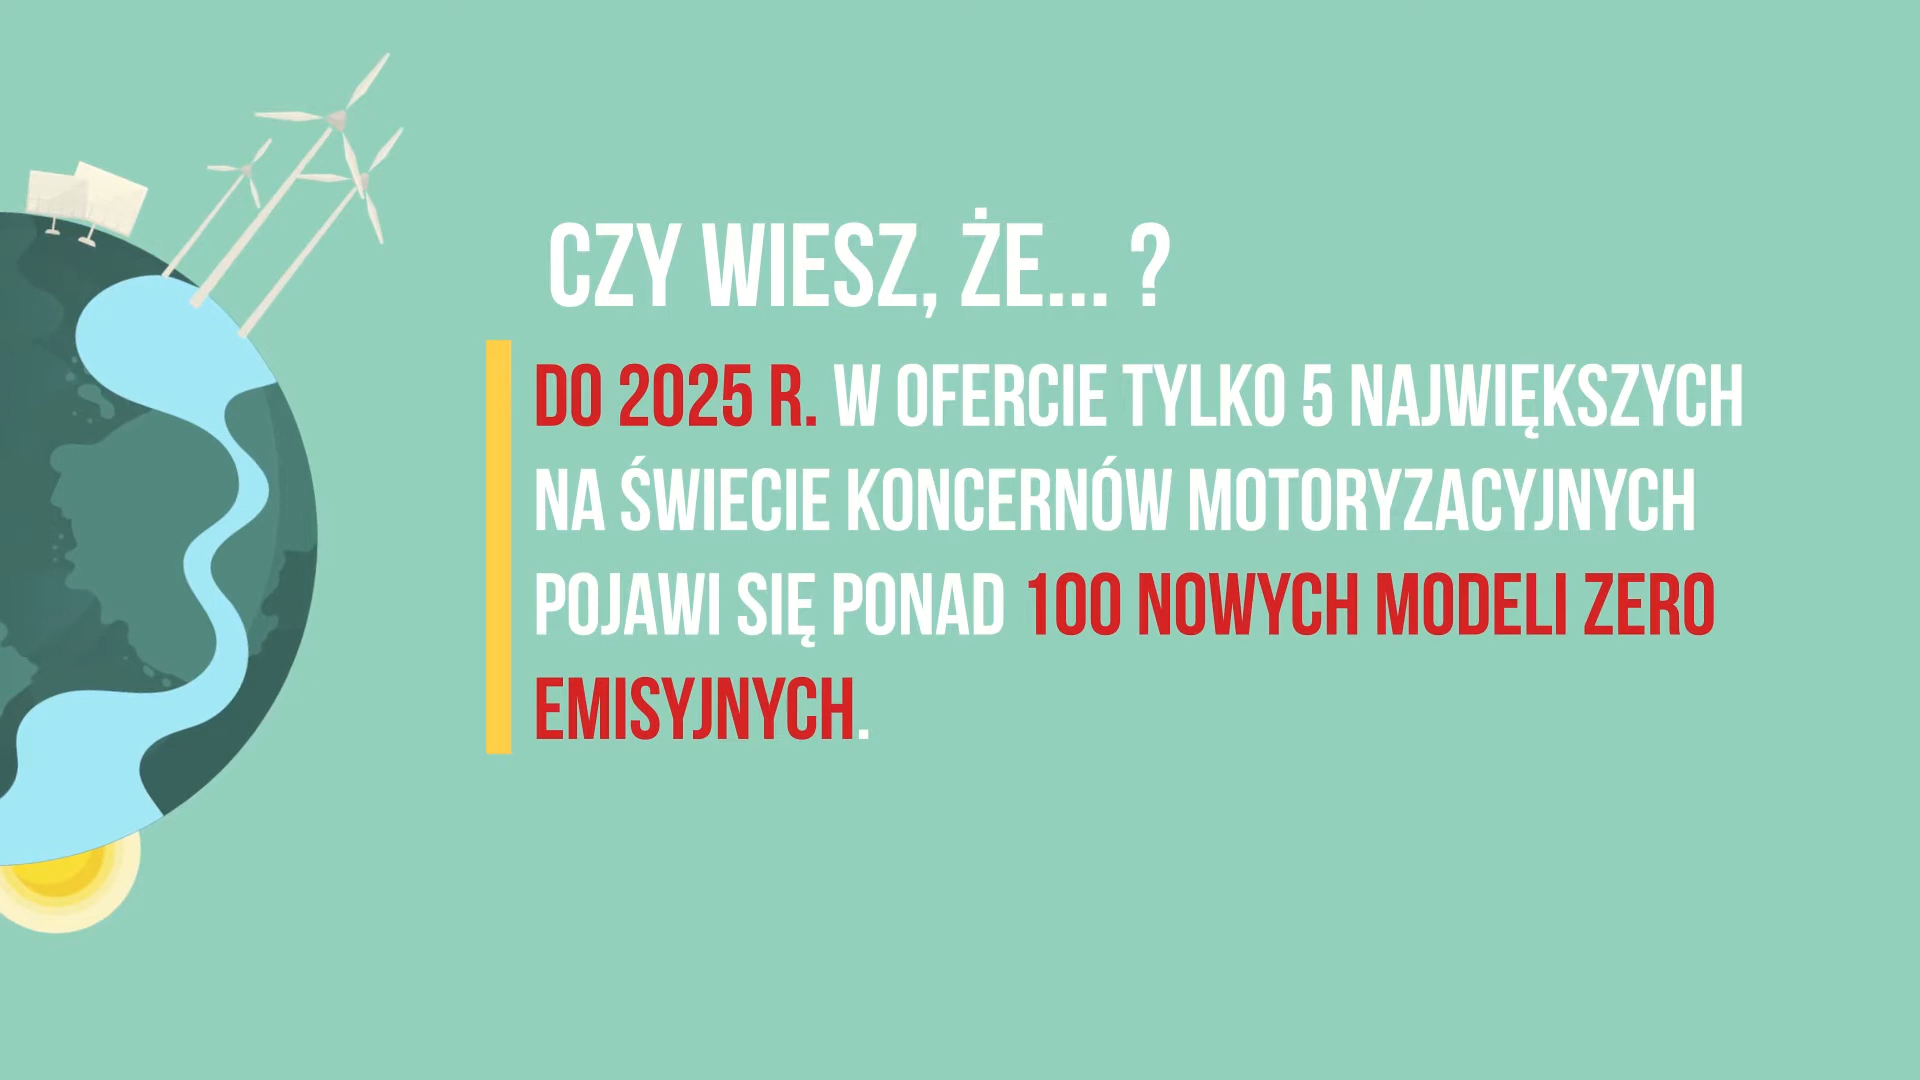 CZY WIESZ, ŻE... ?
DO 2025 R. W OFERCIE TYLKO 5 NAJWIĘKSZYCH
NA ŚWIECIE KONCERNÓW MOTORYZACYJNYCH
POJAWI SIĘ PONAD 100 NOWYCH MODELI ZERO
EMISYJNYCH.